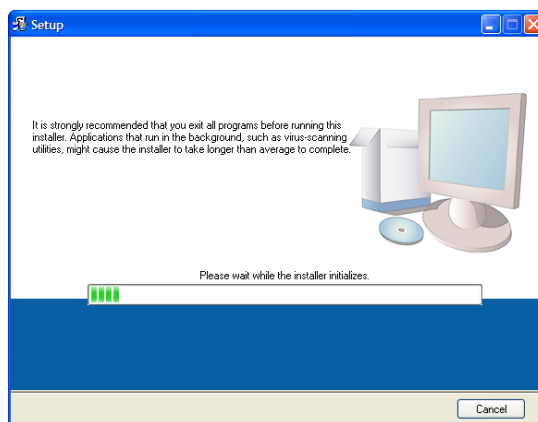 Setup
It is strongly recommended that you exit all programs before running this
installer. Applications that run in the background, such as virus-scanning
utilities, might cause the installer to take longer than average to complete.
Please wait while the installer initializes.
Cancel